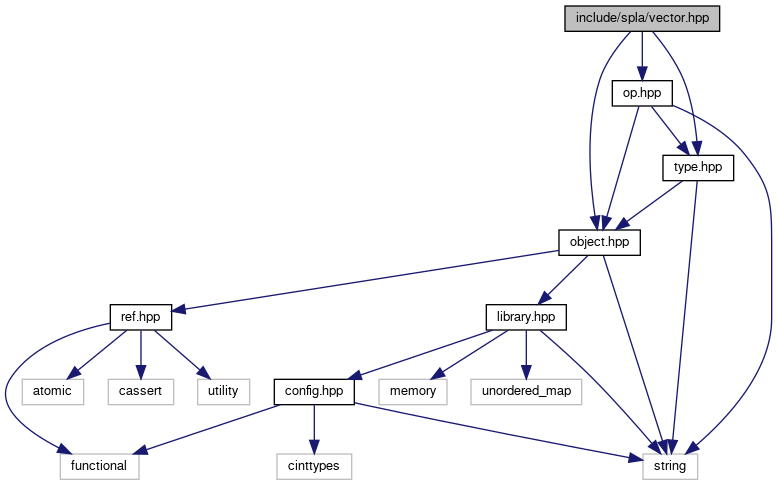 include/spla/vector.hpp
op.hpp
type.hpp
object.hpp
ref.hpp
library.hpp
atomic
cassert
utility
config.hpp
memory
unordered_map
functional
cinttypes
string